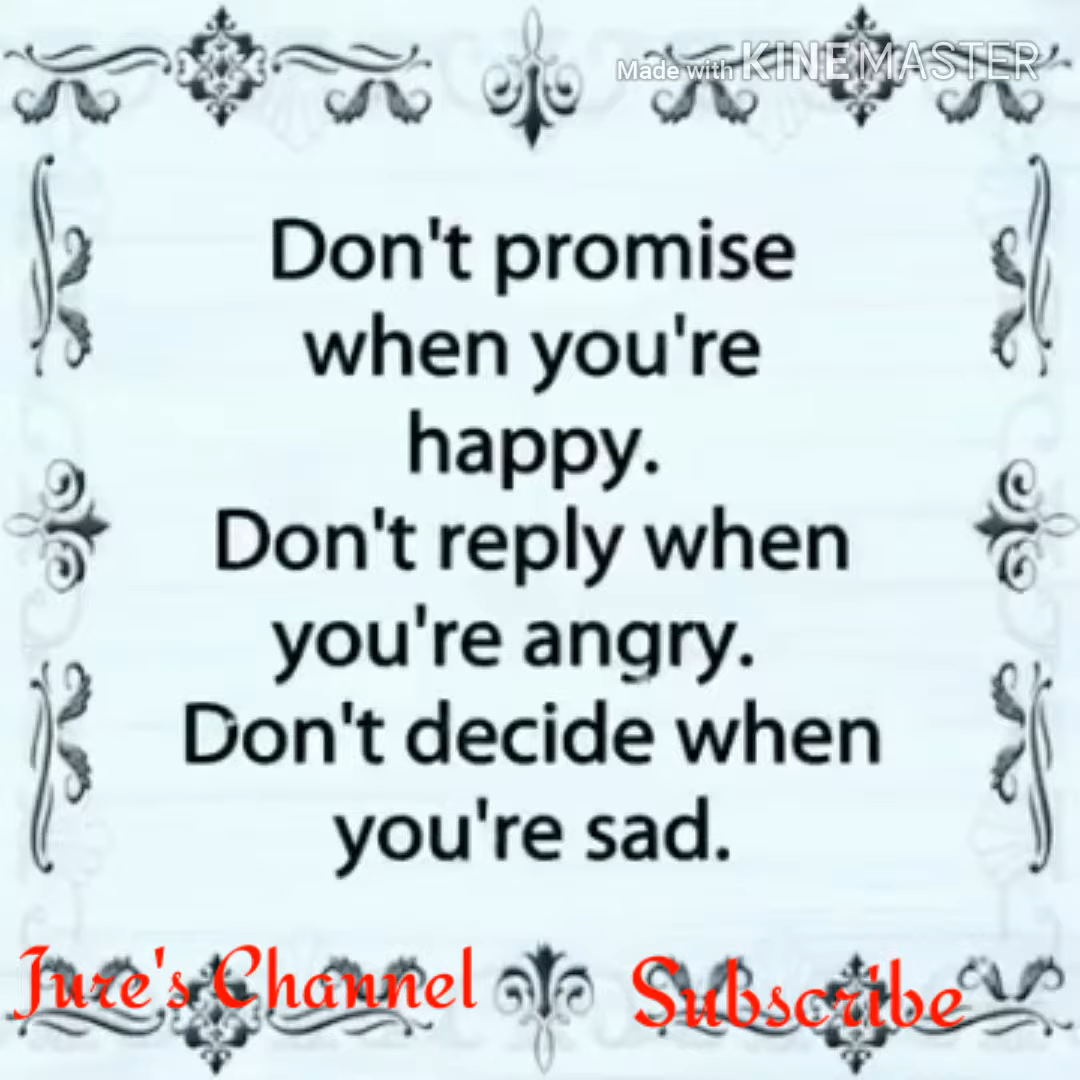 Made with KINEMASTER
Don't promise
when you're
happy.
Don't reply when
you're angry.
Don't decide when
you're sad.
Jure's Channel
Subscribe